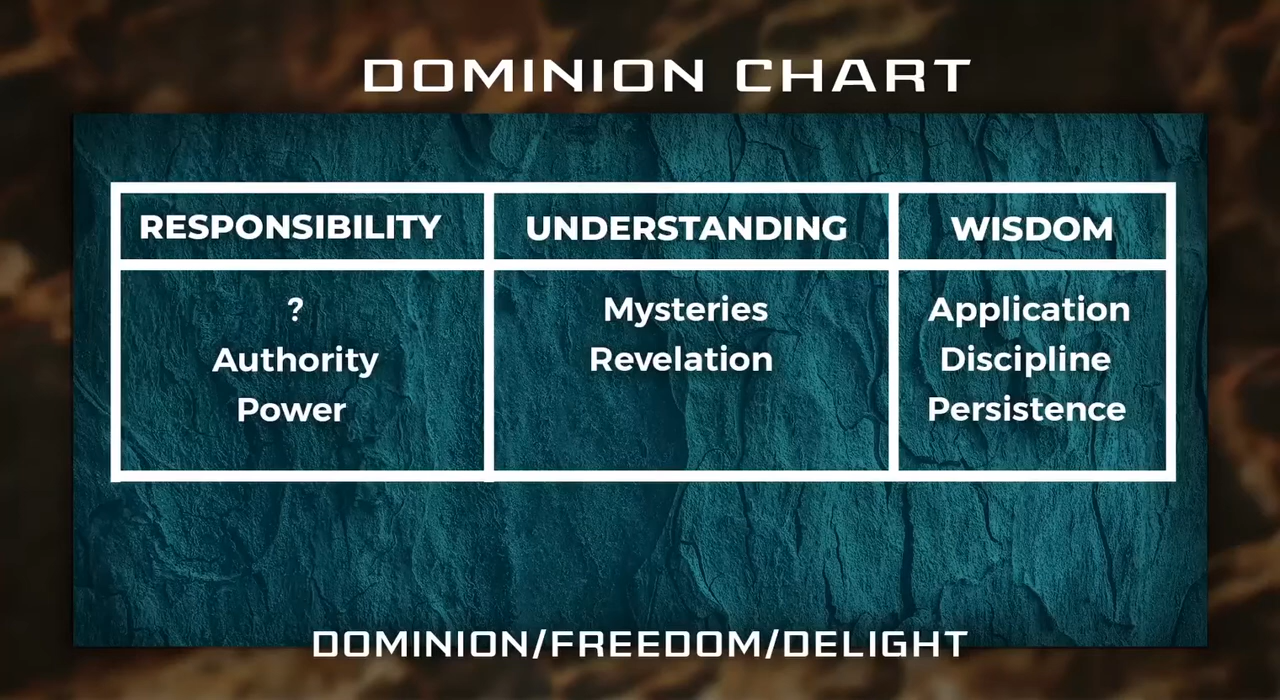 DOMINION CHART
RESPONSIBILITY UNDERSTANDING WISDOM
? Mysteries Application
Authority Revelation Discipline
Power Persistence
DOMINION/FREEDOM/DELIGHT